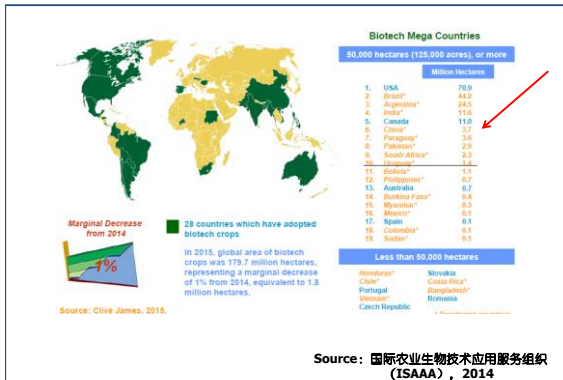 Biotech Mega Countries
50,000 hectares (125,000 acres), or more
Million Hectares
1. USA 70.9
2. Brazil* 44.2
3. Argentina* 24.5
4. India* 11.6
5. Canada 11.0
6. China* 3.7
7. Paraguay* 3.6
8. Pakistan* 2.9
9. South Africa* 2.3
10. Uruguay* 1.4
11. Bolivia* 1.1
12. Philippines* 0.7
13. Australia 0.7
14. Burkina Faso* 0.4
15. Myanmar* 0.3
16. Mexico* 0.1
17. Spain 0.1
18. Colombia* 0.1
19. Sudan* 0.1
Less than 50,000 hectares
Honduras* Slovakia
Chile* Costa Rica*
Portugal Bangladesh*
Vietnam* Romania
Czech Republic
Marginal Decrease
from 2014
1%
28 countries which have adopted
biotech crops
In 2015, global area of biotech
crops was 179.7 million hectares,
representing a marginal decrease
of 1% from 2014, equivalent to 1.8
million hectares.
Source: Clive James, 2015.
Source：国际农业生物技术应用服务组织
(ISAAA)，2014